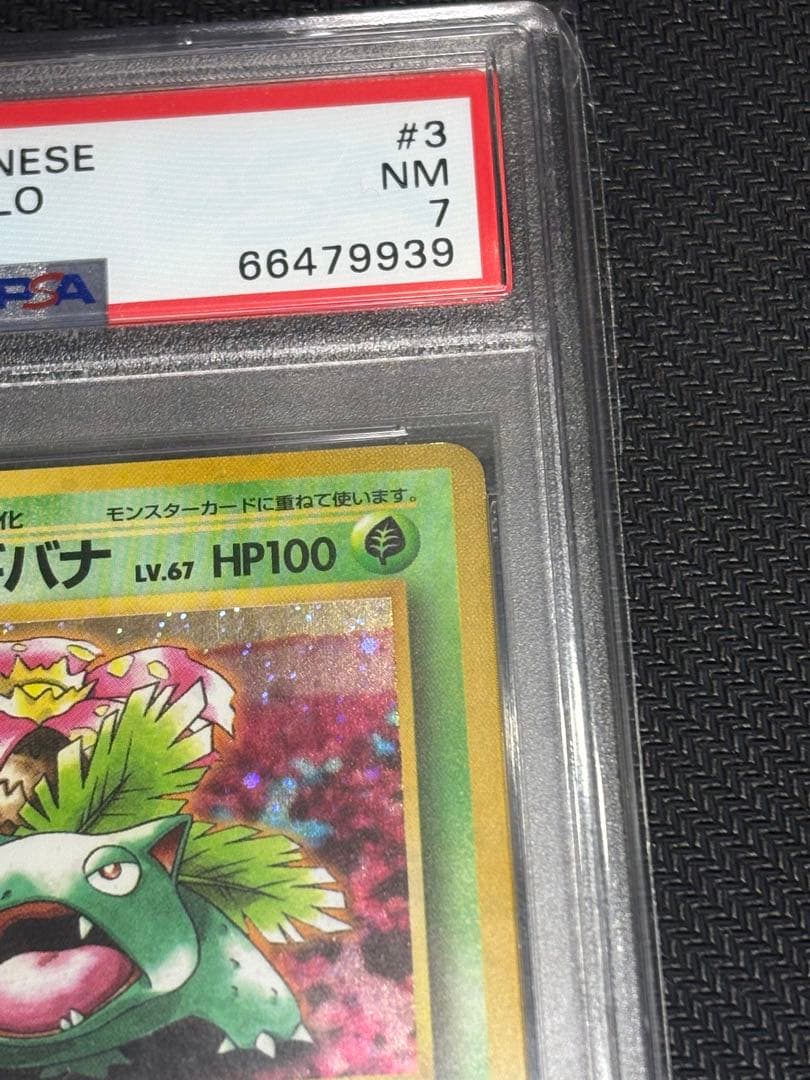 #3
NESE NM
LO 7
66479939
PSA
化 モンスターカードに重ねて使います。
バナ LV.67 HP100